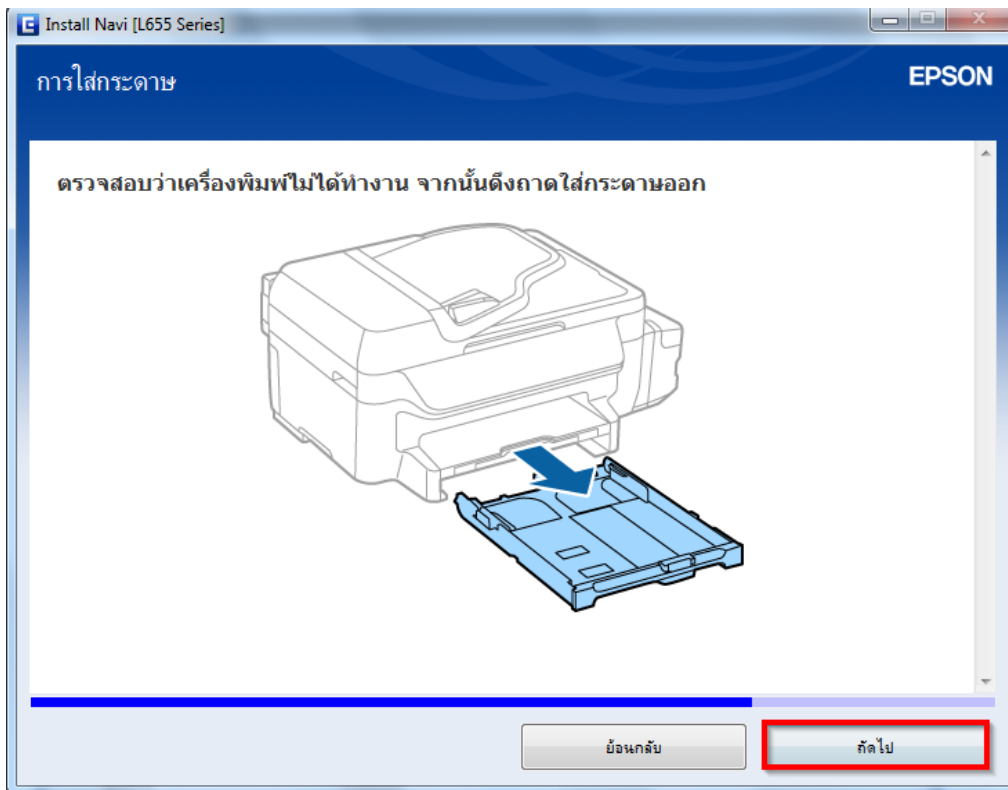 Install Navi [L655 Series]
การใส่กระดาษ
EPSON
ตรวจสอบว่าเครื่องพิมพ์ไม่ได้ทำงาน จากนั้นดึงถาดใส่กระดาษออก
ย้อนกลับ
ถัดไป